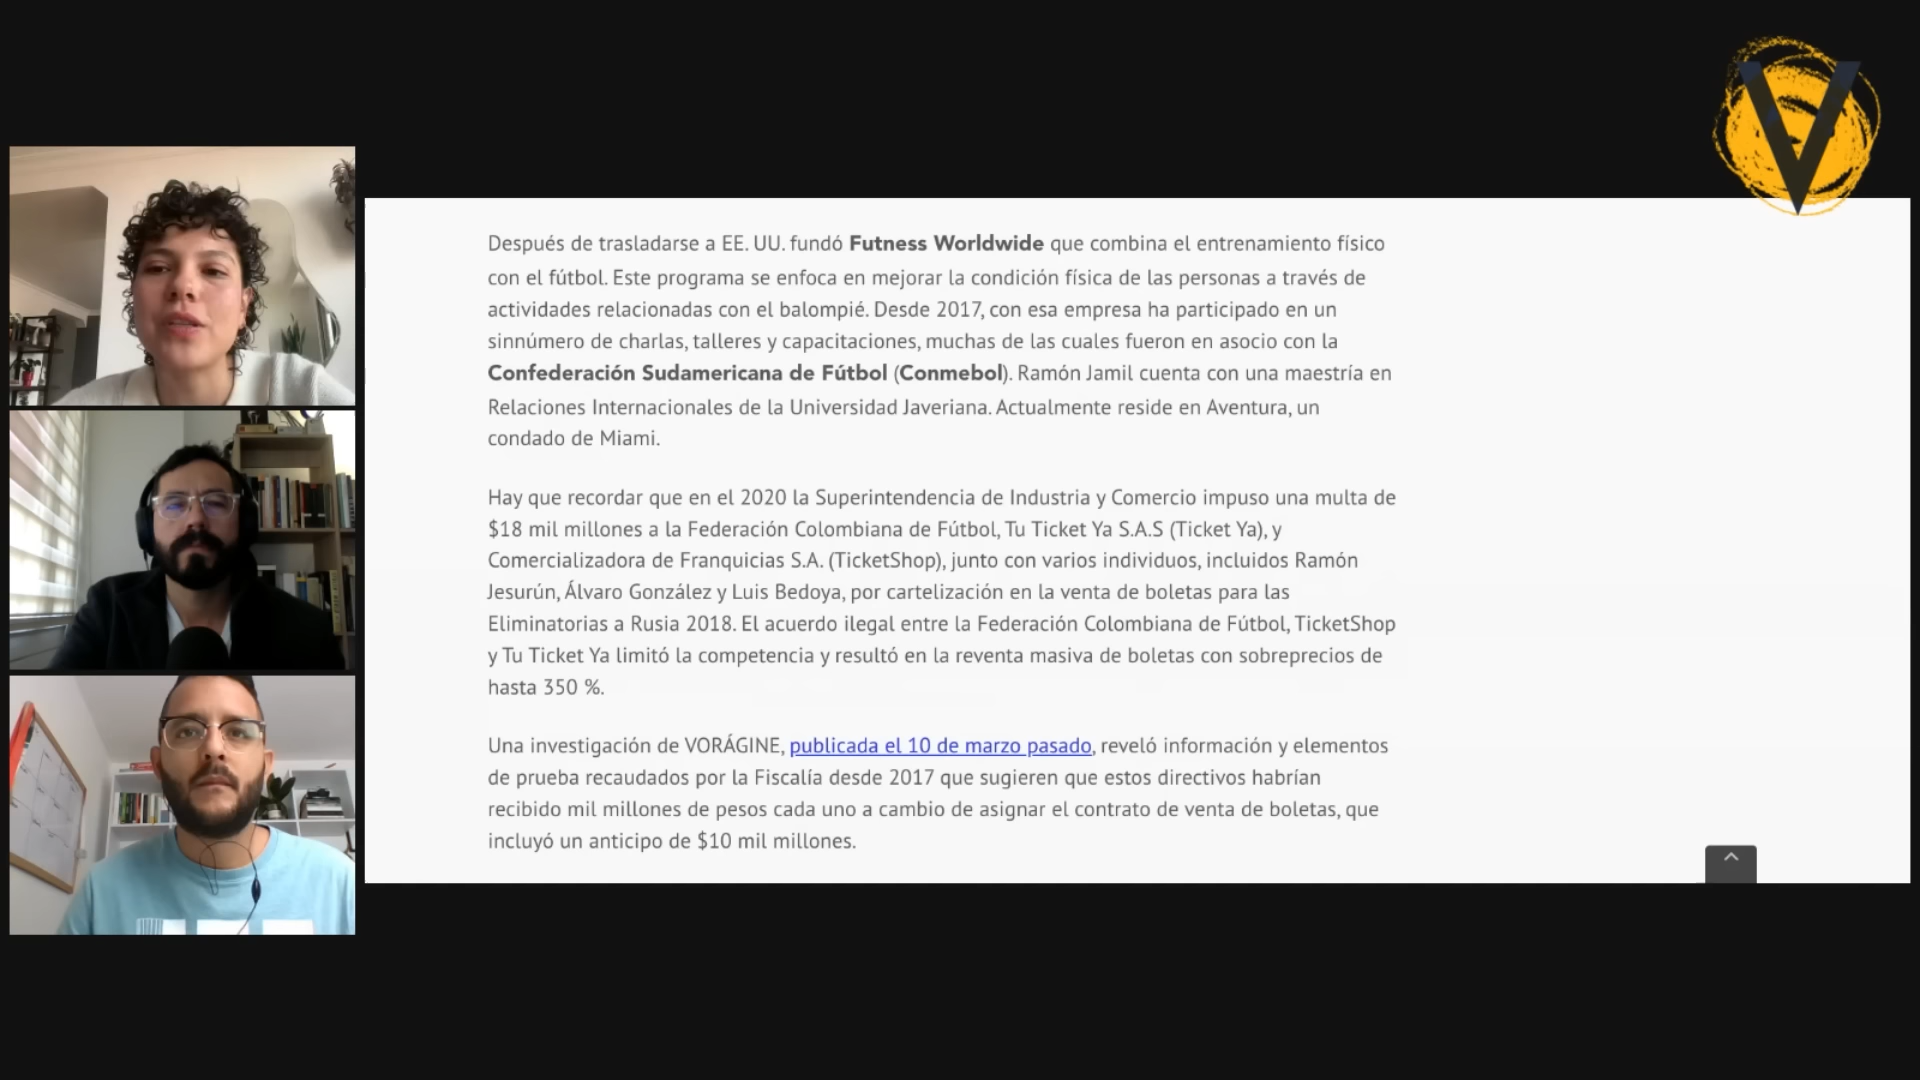 V
Después de trasladarse a EE. UU. fundó Futness Worldwide que combina el entrenamiento físico
con el fútbol. Este programa se enfoca en mejorar la condición física de las personas a través de
actividades relacionadas con el balompié. Desde 2017, con esa empresa ha participado en un
sinnúmero de charlas, talleres y capacitaciones, muchas de las cuales fueron en asocio con la
Confederación Sudamericana de Fútbol (Conmebol). Ramón Jamil cuenta con una maestría en
Relaciones Internacionales de la Universidad Javeriana. Actualmente reside en Aventura, un
condado de Miami.
Hay que recordar que en el 2020 la Superintendencia de Industria y Comercio impuso una multa de
$18 mil millones a la Federación Colombiana de Fútbol, Tu Ticket Ya S.A.S (Ticket Ya), y
Comercializadora de Franquicias S.A. (TicketShop), junto con varios individuos, incluidos Ramón
Jesurún, Álvaro González y Luis Bedoya, por cartelización en la venta de boletas para las
Eliminatorias a Rusia 2018. El acuerdo ilegal entre la Federación Colombiana de Fútbol, TicketShop
y Tu Ticket Ya limitó la competencia y resultó en la reventa masiva de boletas con sobreprecios de
hasta 350 %.
Una investigación de VORÁGINE, publicada el 10 de marzo pasado, reveló información y elementos
de prueba recaudados por la Fiscalía desde 2017 que sugieren que estos directivos habrían
recibido mil millones de pesos cada uno a cambio de asignar el contrato de venta de boletas, que
incluyó un anticipo de $10 mil millones.